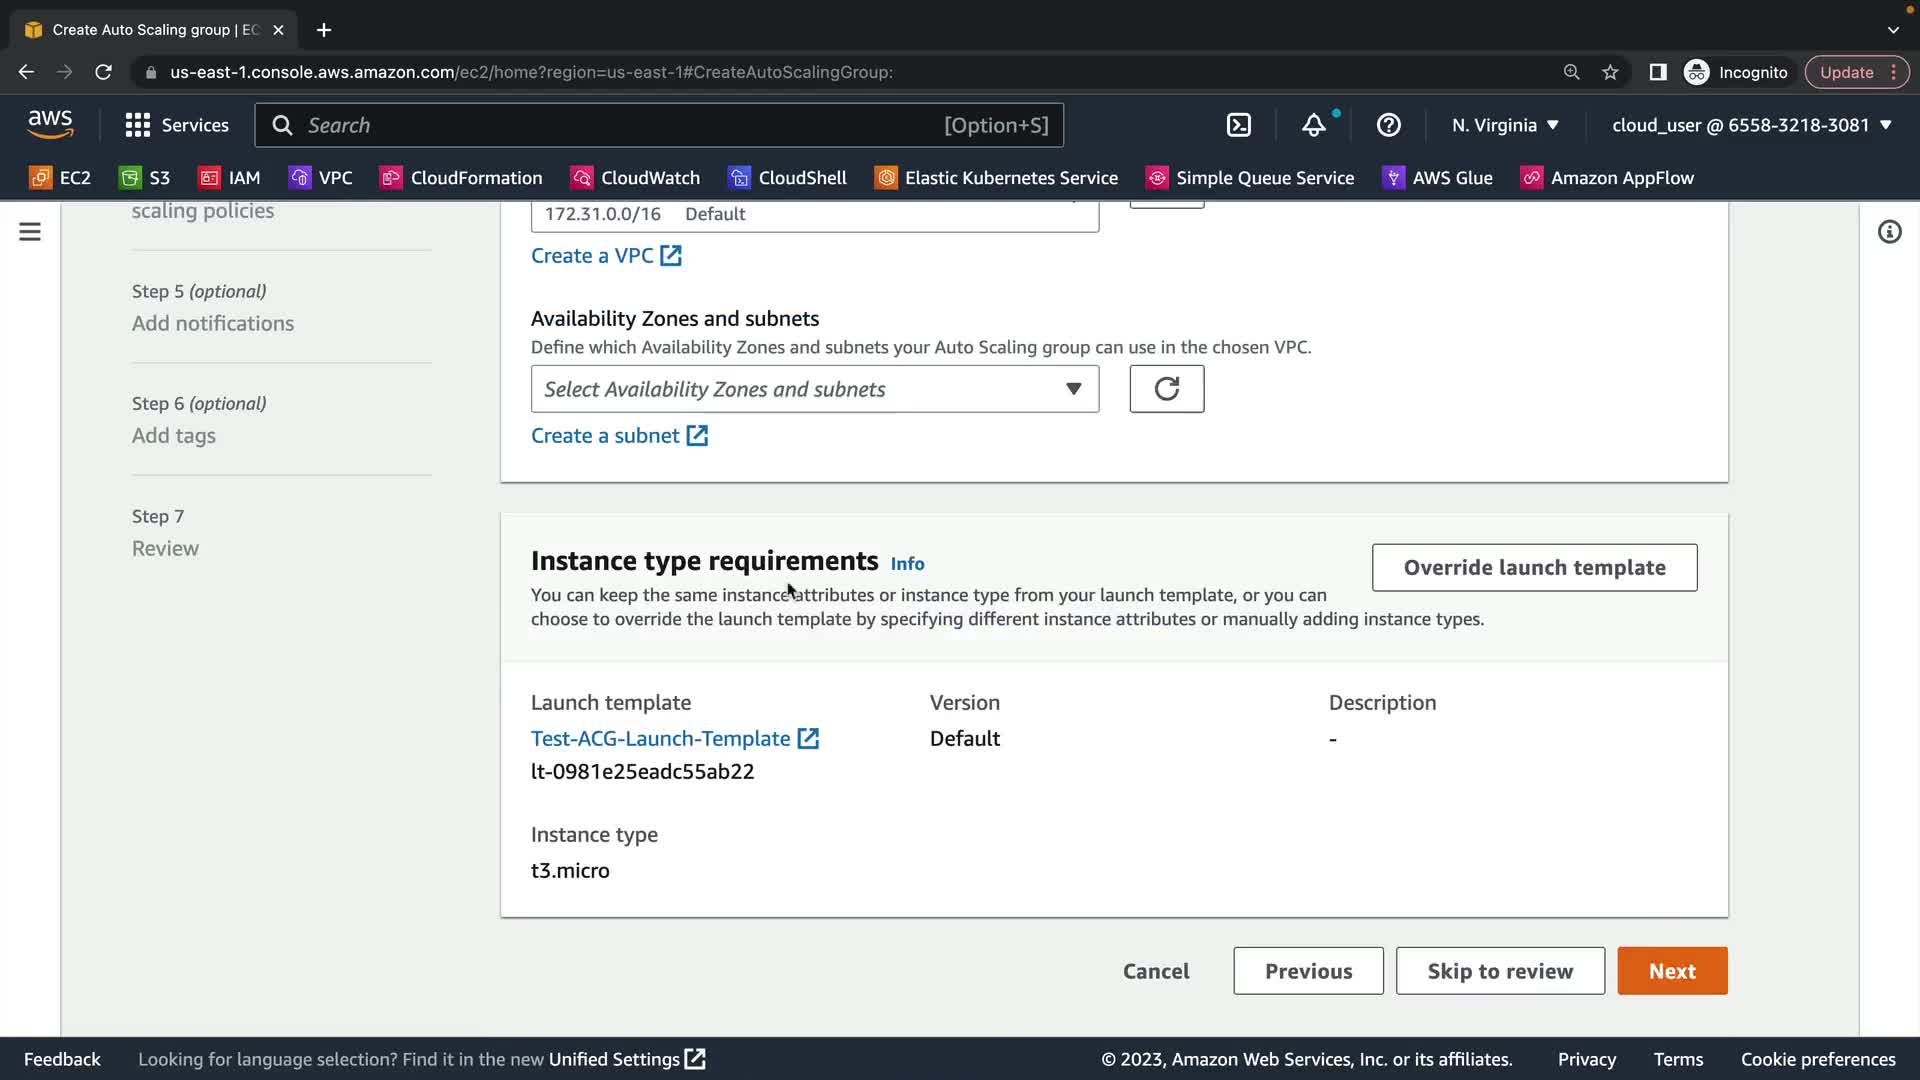 Create Auto Scaling group | EC
us-east-1.console.aws.amazon.com/ec2/home?region=us-east-1#CreateAutoScalingGroup:
Incognito
Update
aws
Services
Search
[Option+S]
N. Virginia
cloud_user @ 6558-3218-3081
EC2
S3
IAM
VPC
CloudFormation
CloudWatch
CloudShell
Elastic Kubernetes Service
Simple Queue Service
AWS Glue
Amazon AppFlow
scaling policies
Step 5 (optional)
Add notifications
Step 6 (optional)
Add tags
Step 7
Review
172.31.0.0/16 Default
Create a VPC
Availability Zones and subnets
Define which Availability Zones and subnets your Auto Scaling group can use in the chosen VPC.
Select Availability Zones and subnets
Create a subnet
Instance type requirements Info
Override launch template
You can keep the same instance attributes or instance type from your launch template, or you can
choose to override the launch template by specifying different instance attributes or manually adding instance types.
Launch template
Test-ACG-Launch-Template
lt-0981e25eadc55ab22
Version
Default
Description
-
Instance type
t3.micro
Cancel
Previous
Skip to review
Next
Feedback
Looking for language selection? Find it in the new Unified Settings
© 2023, Amazon Web Services, Inc. or its affiliates.
Privacy
Terms
Cookie preferences